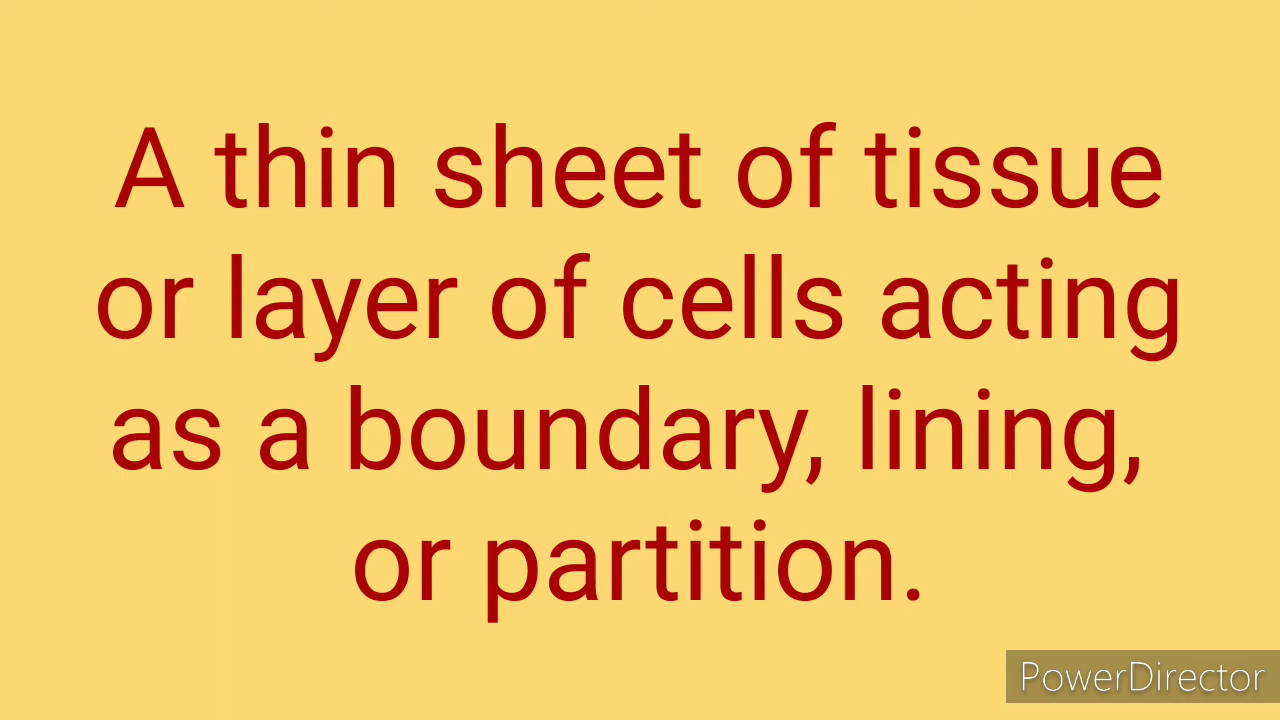 A thin sheet of tissue
or layer of cells acting
as a boundary, lining,
or partition.
PowerDirector